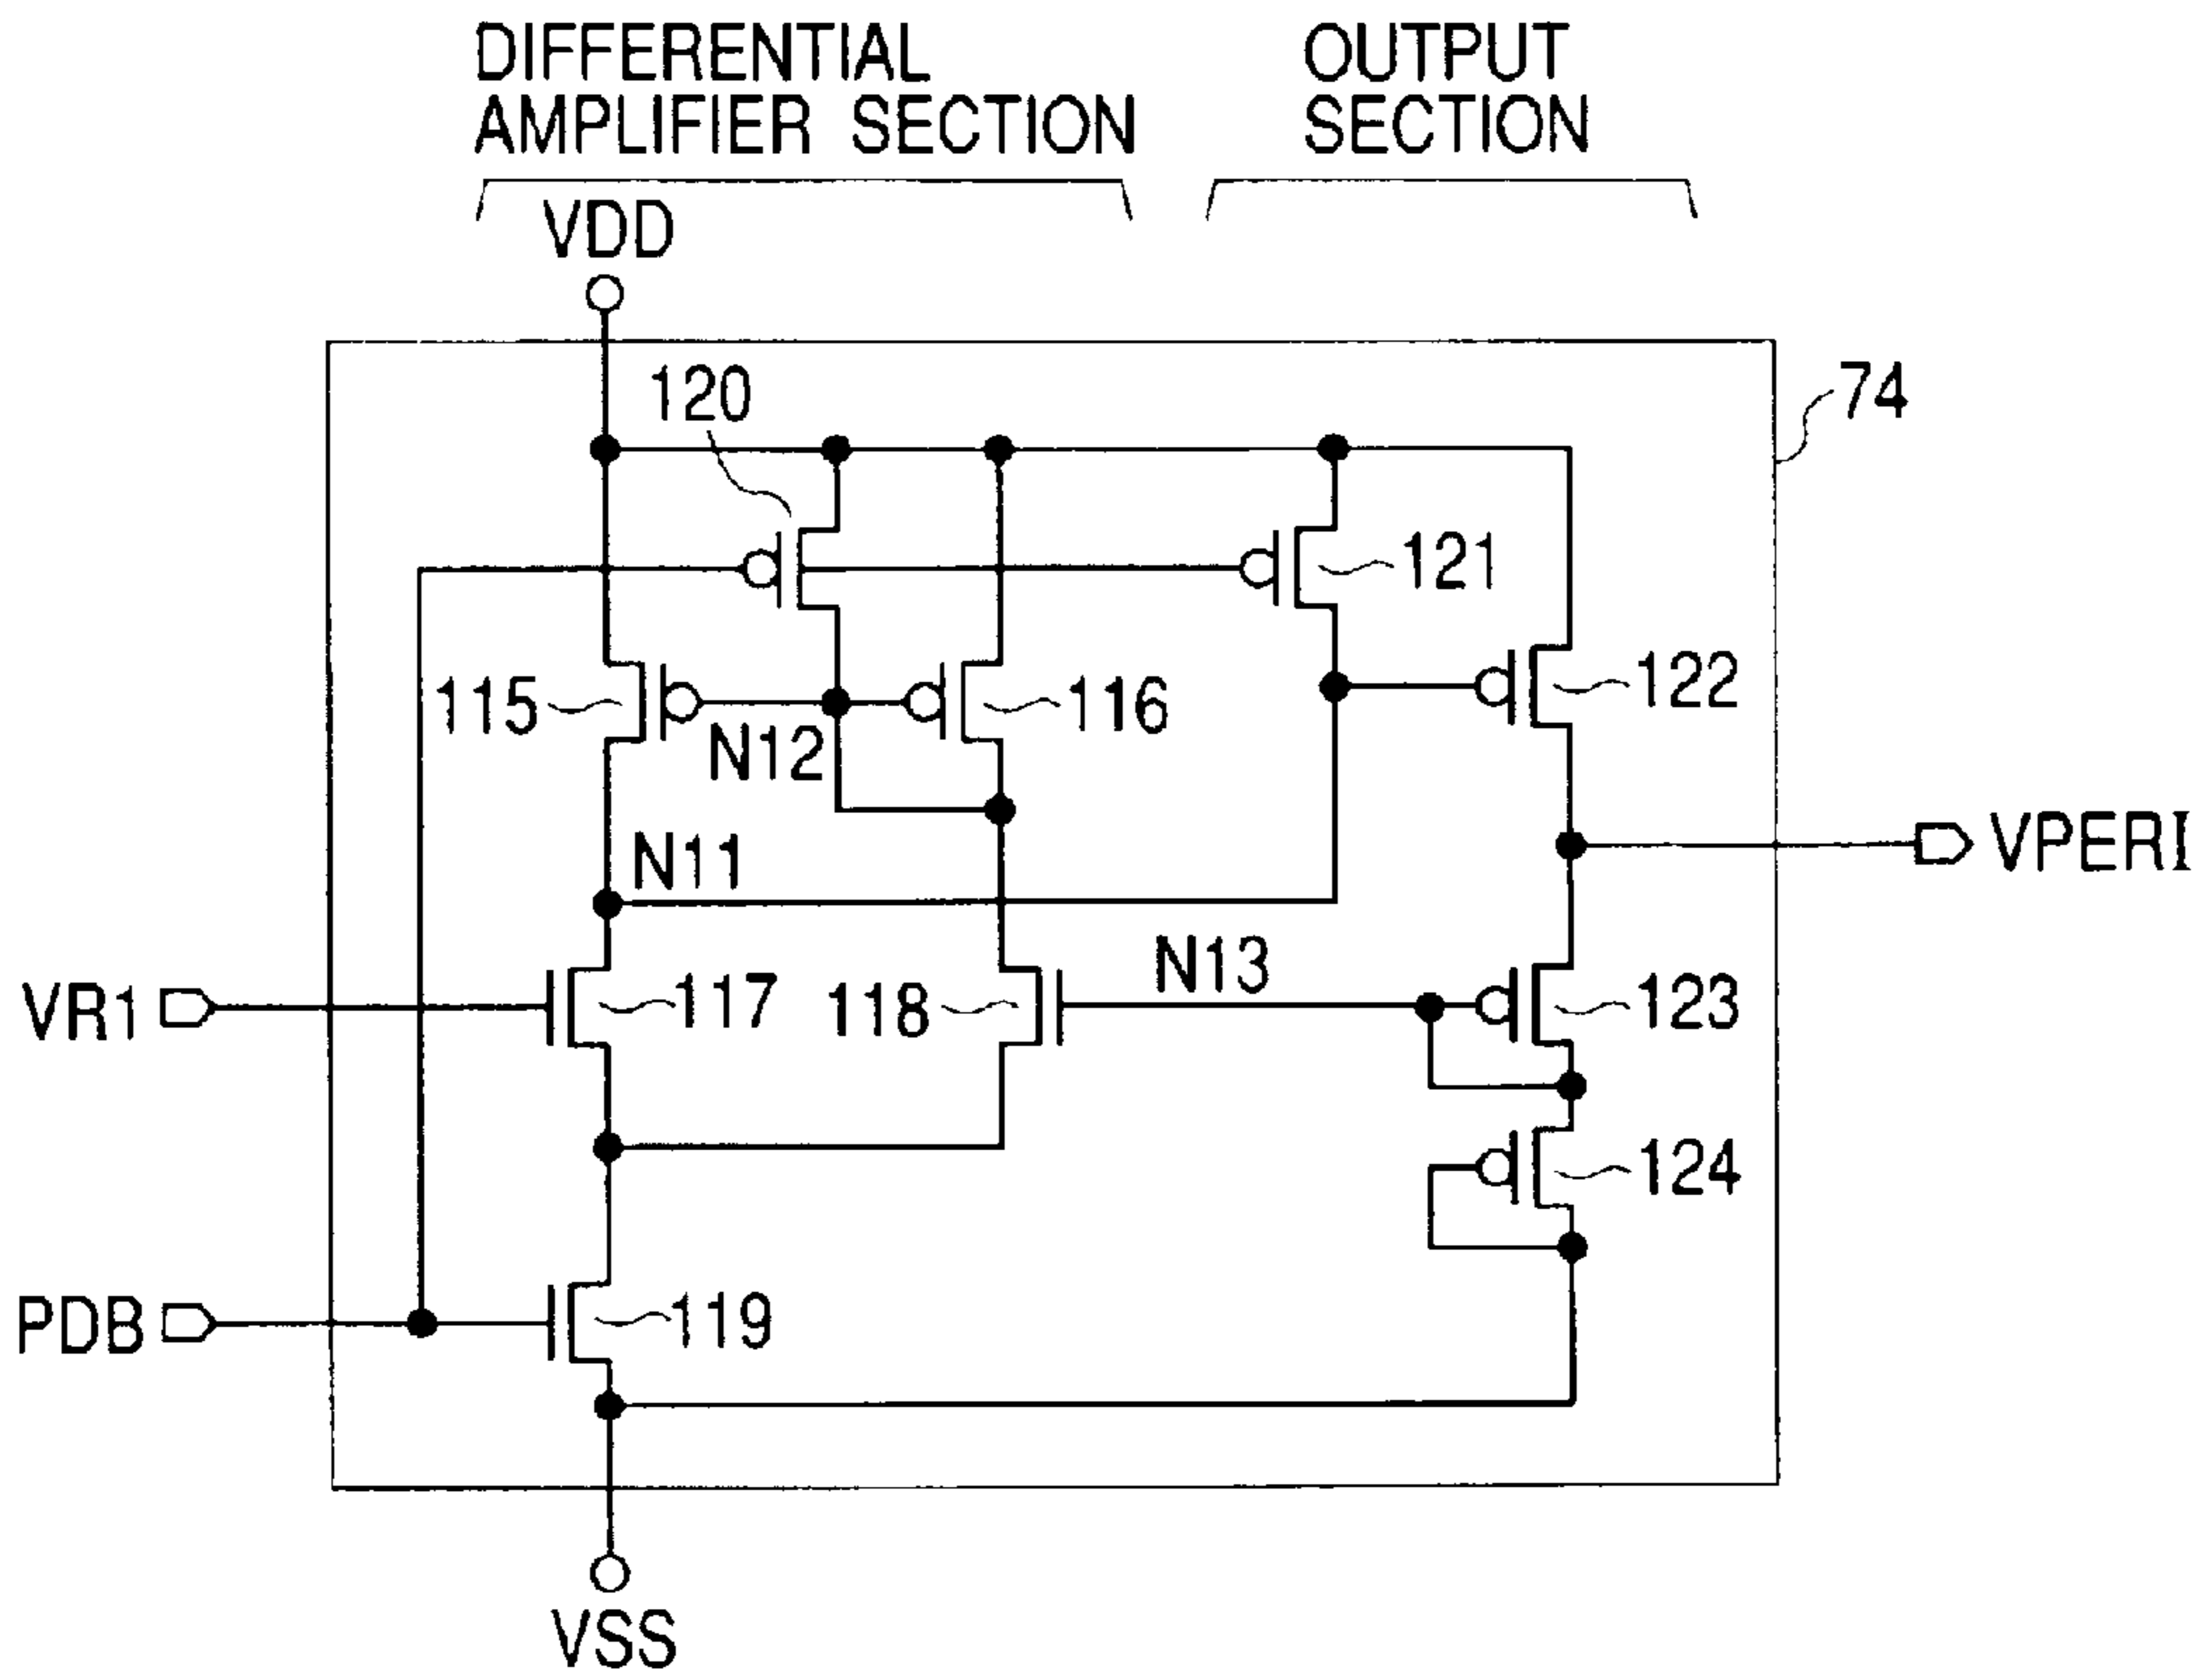 DIFFERENTIAL
AMPLIFIER SECTION
OUTPUT
SECTION
VDD
120
74
121
115
N12
116
122
N11
VPERI
VR1
117
118
N13
123
124
PDB
119
VSS